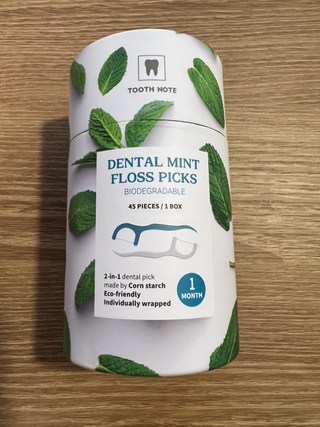 TOOTH NOTE
DENTAL MINT
FLOSS PICKS
BIODEGRADABLE
45 PIECES / 1 BOX
2-in-1 dental pick
made by Corn starch
Eco-friendly
Individually wrapped
1
MONTH